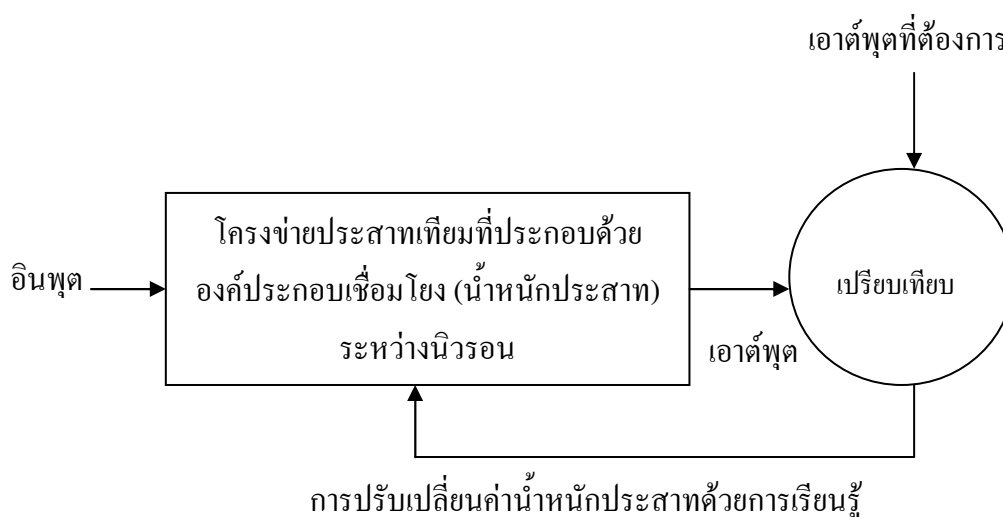 เอาต์พุตที่ต้องการ
โครงข่ายประสาทเทียมที่ประกอบด้วย
องค์ประกอบเชื่อมโยง (น้ำหนักประสาท)
ระหว่างนิวรอน
อินพุต
เปรียบเทียบ
เอาต์พุต
การปรับเปลี่ยนค่าน้ำหนักประสาทด้วยการเรียนรู้